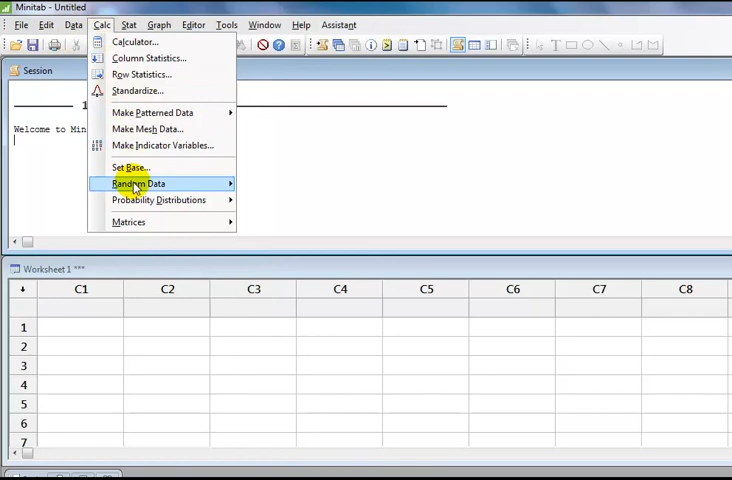 Minitab - Untitled
File Edit Data Calc Stat Graph Editor Tools Window Help Assistant
Session
Calculator...
Column Statistics...
Row Statistics...
Standardize...
Make Patterned Data
Make Mesh Data...
Make Indicator Variables...
Set Base...
Random Data
Probability Distributions
Matrices
1
Welcome to Min
Worksheet 1 ***
C1 C2 C3 C4 C5 C6 C7 C8
1
2
3
4
5
6
7